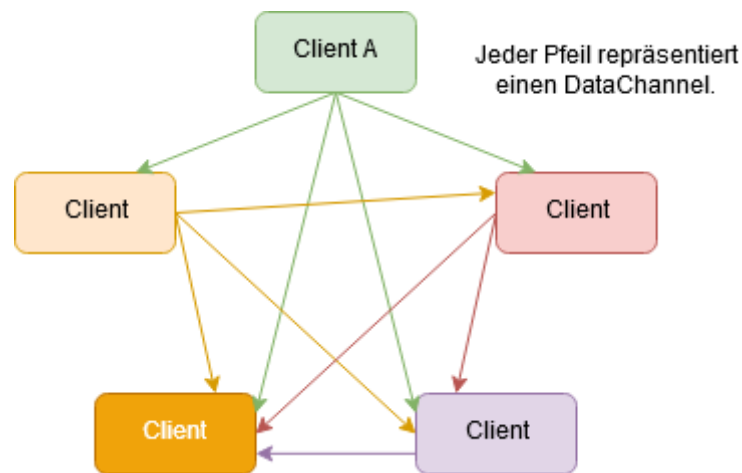 Client A
Jeder Pfeil repräsentiert
einen DataChannel.
Client
Client
Client
Client